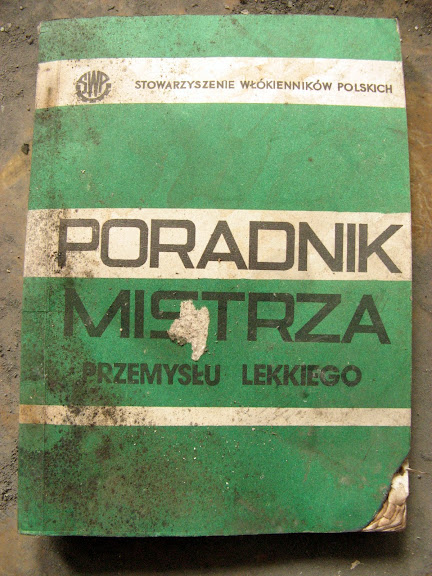 SWP
STOWARZYSZENIE WŁÓKIENNIKÓW POLSKICH
PORADNIK
MISTRZA
PRZEMYSŁU LEKKIEGO